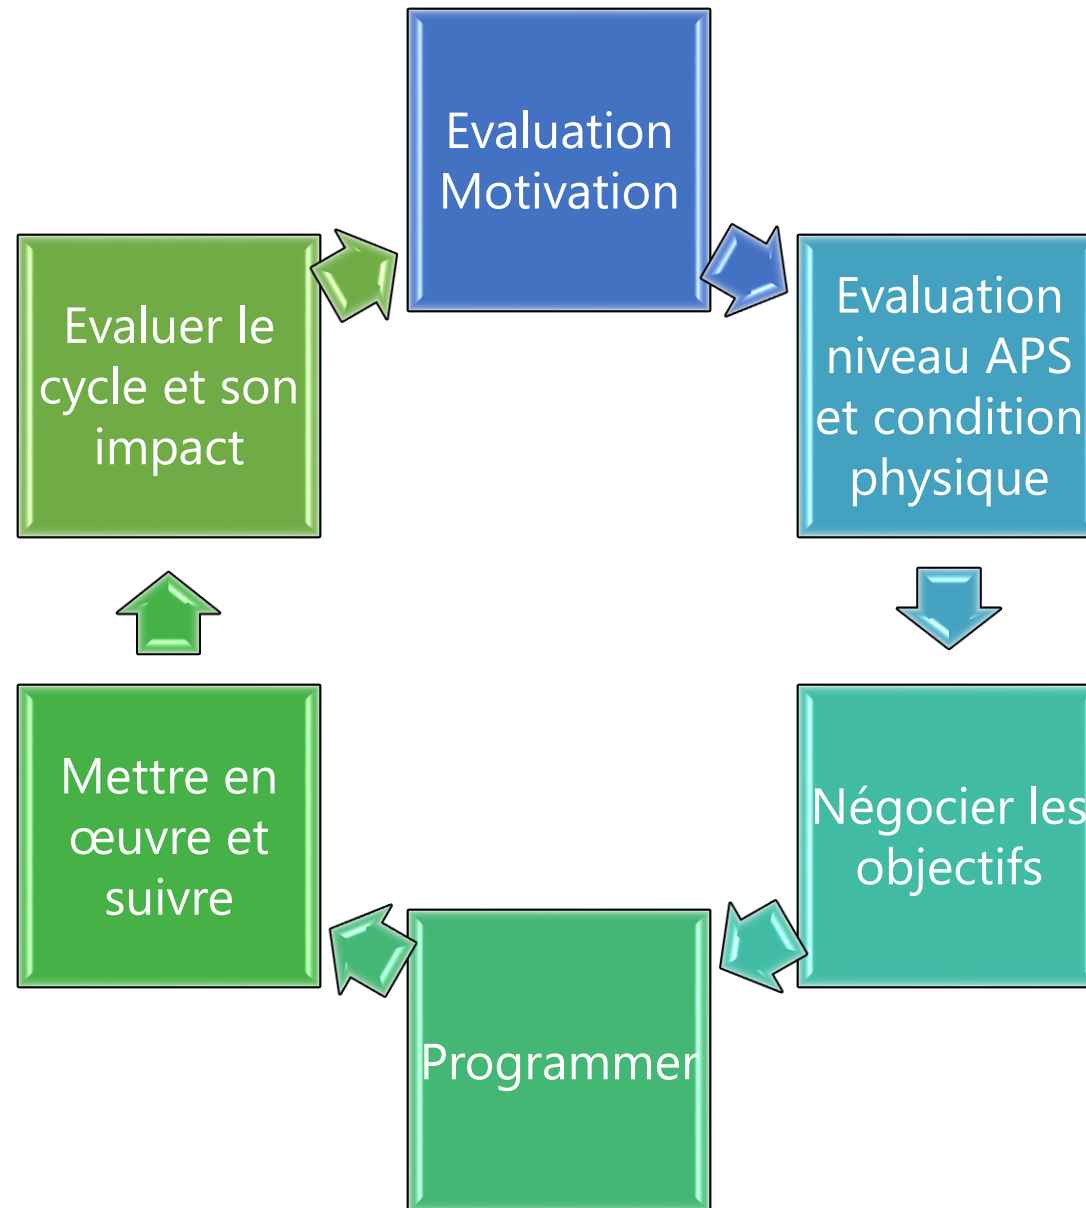 Evaluation
Motivation
Evaluation
niveau APS
et condition
physique
Négocier les
objectifs
Programmer
Mettre en
œuvre et
suivre
Evaluer le
cycle et son
impact